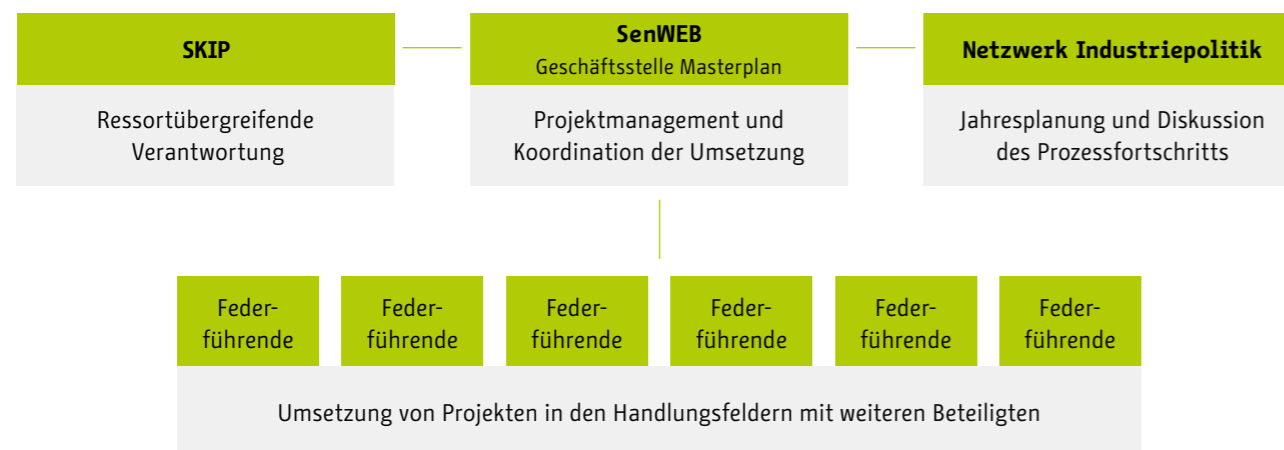 SKIP
Ressortübergreifende
Verantwortung
SenWEB
Geschäftsstelle Masterplan
Projektmanagement und
Koordination der Umsetzung
Netzwerk Industriepolitik
Jahresplanung und Diskussion
des Prozessfortschritts
Feder-
führende
Feder-
führende
Feder-
führende
Feder-
führende
Feder-
führende
Feder-
führende
Umsetzung von Projekten in den Handlungsfeldern mit weiteren Beteiligten